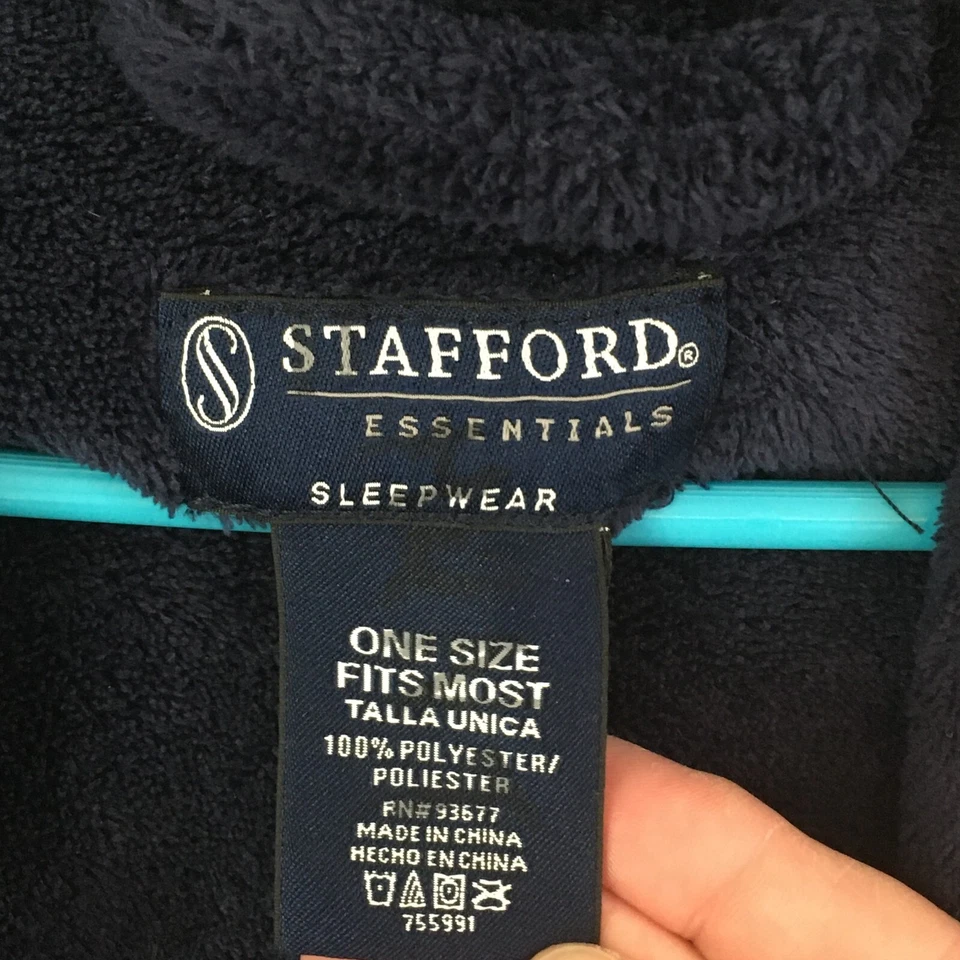 S STAFFORD®
ESSENTIALS
SLEEPWEAR
ONE SIZE
FITS MOST
TALLA UNICA
100% POLYESTER/
POLIESTER
RN# 93677
MADE IN CHINA
HECHO EN CHINA
755991